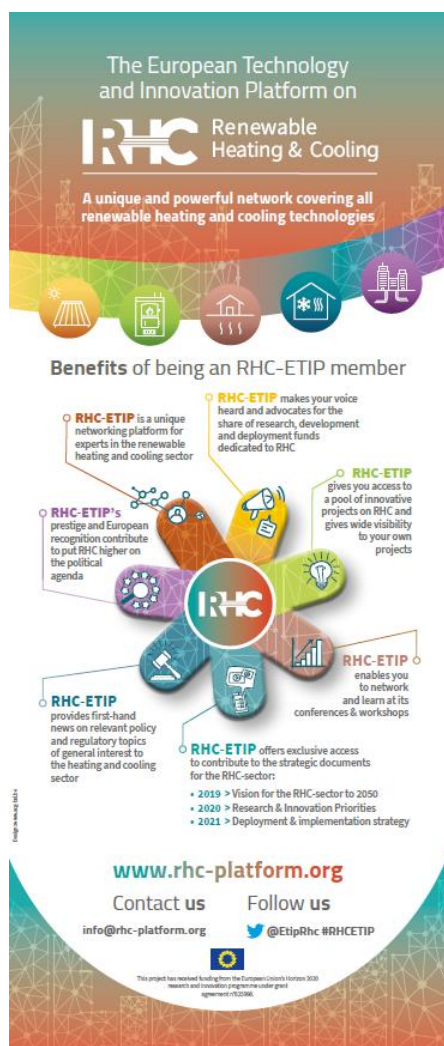 The European Technology
and Innovation Platform on
RHC Renewable
Heating & Cooling
A unique and powerful network covering all
renewable heating and cooling technologies
Benefits of being an RHC-ETIP member
RHC-ETIP is a unique
networking platform for
experts in the renewable
heating and cooling sector
RHC-ETIP makes your voice
heard and advocates for the
share of research, development
and deployment funds
dedicated to RHC
RHC-ETIP
gives you access to
a pool of innovative
projects on RHC and
gives wide visibility
to your own
projects
RHC-ETIP's
prestige and European
recognition contribute
to put RHC higher on
the political
agenda
RHC
RHC-ETIP
enables you
to network
and learn at its
conferences & workshops
RHC-ETIP
provides first-hand
news on relevant policy
and regulatory topics
of general interest to
the heating and cooling
sector
RHC-ETIP offers exclusive access
to contribute to the strategic documents
for the RHC-sector:
• 2019 > Vision for the RHC-sector to 2050
• 2020 > Research & Innovation Priorities
• 2021 > Deployment & implementation strategy
www.rhc-platform.org
Contact us
Follow us
info@rhc-platform.org
@EtipRhc #RHCETIP
This project has received funding from the European Union's Horizon 2020
research and innovation programme under grant
agreement